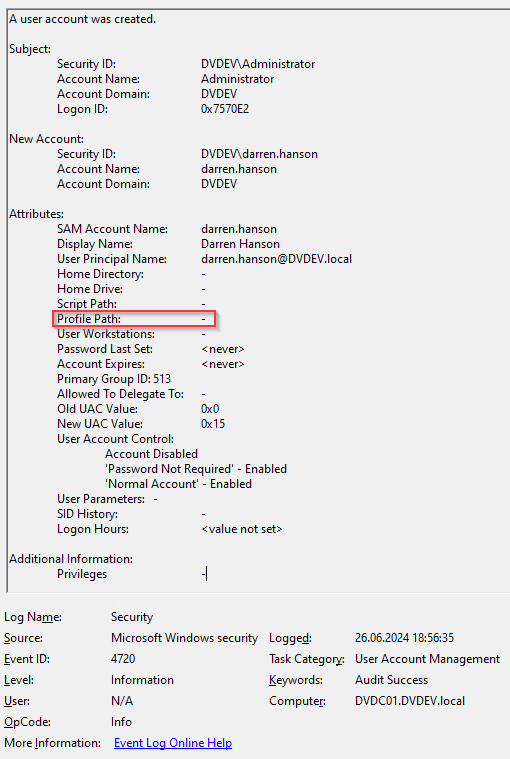 A user account was created.
Subject:
Security ID: DVDEV\Administrator
Account Name: Administrator
Account Domain: DVDEV
Logon ID: 0x7570E2
New Account:
Security ID: DVDEV\darren.hanson
Account Name: darren.hanson
Account Domain: DVDEV
Attributes:
SAM Account Name: darren.hanson
Display Name: Darren Hanson
User Principal Name: darren.hanson@DVDEV.local
Home Directory: -
Home Drive: -
Script Path: -
Profile Path: -
User Workstations: -
Password Last Set: <never>
Account Expires: <never>
Primary Group ID: 513
Allowed To Delegate To: -
Old UAC Value: 0x0
New UAC Value: 0x15
User Account Control:
Account Disabled
'Password Not Required' - Enabled
'Normal Account' - Enabled
User Parameters: -
SID History: -
Logon Hours: <value not set>
Additional Information:
Privileges -
Log Name: Security
Source: Microsoft Windows security Logged: 26.06.2024 18:56:35
Event ID: 4720 Task Category: User Account Management
Level: Information Keywords: Audit Success
User: N/A Computer: DVDC01.DVDEV.local
OpCode: Info
More Information: Event Log Online Help